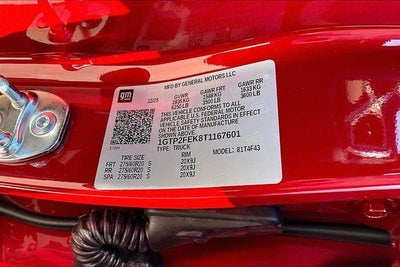 gm
MFD BY GENERAL MOTORS LLC
12/25 GVWR GAWR FRT GAWR RR
2835 KG 1588 KG 1633 KG
6250 LB 3500 LB 3600 LB
THIS VEHICLE CONFORMS TO ALL
APPLICABLE U.S. FEDERAL MOTOR
VEHICLE SAFETY STANDARDS IN EFFECT
ON THE DATE OF MANUFACTURE
SHOWN ABOVE.
1GTP2FEK8T1167601
TYPE: TRUCK MODEL: 81T4F43
TIRE SIZE RIM
FRT 275/60R20 S 20X9J
RR 275/60R20 S 20X9J
SPA 275/60R20 S 20X9J